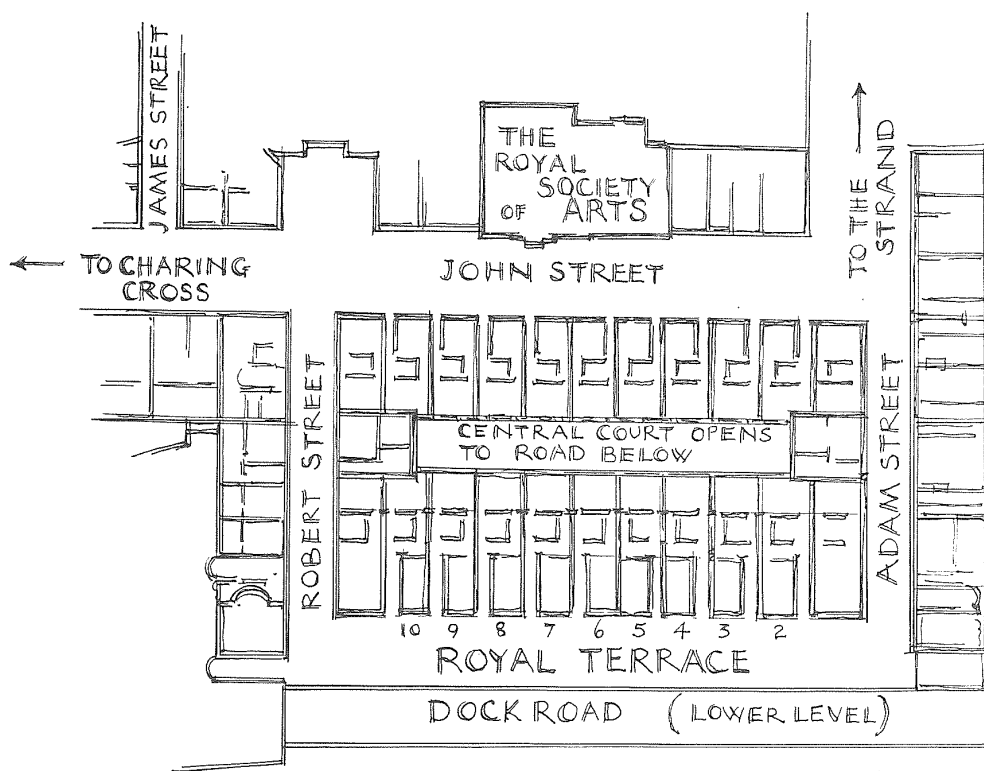 JAMES STREET
THE
ROYAL
SOCIETY
OF ARTS
TO THE
STRAND
TO CHARING
CROSS
JOHN STREET
ROBERT STREET
CENTRAL COURT OPENS
TO ROAD BELOW
ADAM STREET
10 9 8 7 6 5 4 3 2
ROYAL TERRACE
DOCK ROAD (LOWER LEVEL)